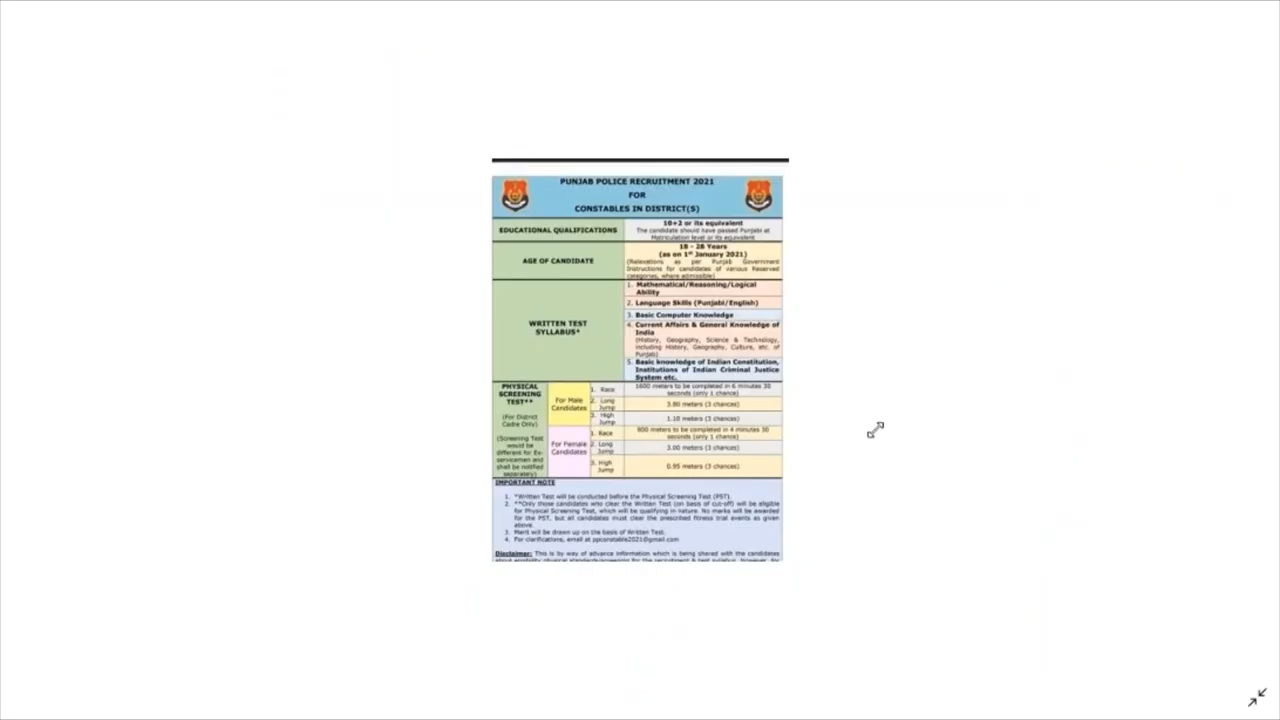 PUNJAB POLICE RECRUITMENT 2021
FOR
CONSTABLES IN DISTRICT(S)
EDUCATIONAL QUALIFICATIONS
10+2 or its equivalent
The candidate should have passed Punjabi at
Matriculation level or its equivalent
AGE OF CANDIDATE
18 - 28 Years
(as on 1st January 2021)
(Relaxations as per Punjab Government
Instructions for candidates of various Reserved
categories, where admissible)
WRITTEN TEST
SYLLABUS*
1. Mathematical/Reasoning/Logical
Ability
2. Language Skills (Punjabi/English)
3. Basic Computer Knowledge
4. Current Affairs & General Knowledge of
India
(History, Geography, Science & Technology,
including History, Geography, Culture, etc. of
Punjab)
5. Basic knowledge of Indian Constitution,
Institutions of Indian Criminal Justice
System etc.
PHYSICAL
SCREENING
TEST**
(For District
Cadre Only)
(Screening Test
would be
different for Ex-
servicemen and
shall be notified
separately)
For Male
Candidates
1. Race
1600 meters to be completed in 6 minutes 30
seconds (only 1 chance)
2. Long
Jump
3.80 meters (3 chances)
3. High
Jump
1.10 meters (3 chances)
For Female
Candidates
1. Race
800 meters to be completed in 4 minutes 30
seconds (only 1 chance)
2. Long
Jump
3.00 meters (3 chances)
3. High
Jump
0.95 meters (3 chances)
IMPORTANT NOTE
1. *Written Test will be conducted before the Physical Screening Test (PST).
2. **Only those candidates who clear the Written Test (on basis of cut-off) will be eligible
for Physical Screening Test, which will be qualifying in nature. No marks will be awarded
for the PST, but all candidates must clear the prescribed fitness trial events as given
above.
3. Merit will be drawn up on the basis of Written Test.
4. For clarifications, email at ppconstable2021@gmail.com
Disclaimer: This is by way of advance information which is being shared with the candidates
about eligibility physical standards/screening for the recruitment & test syllabus. However, for